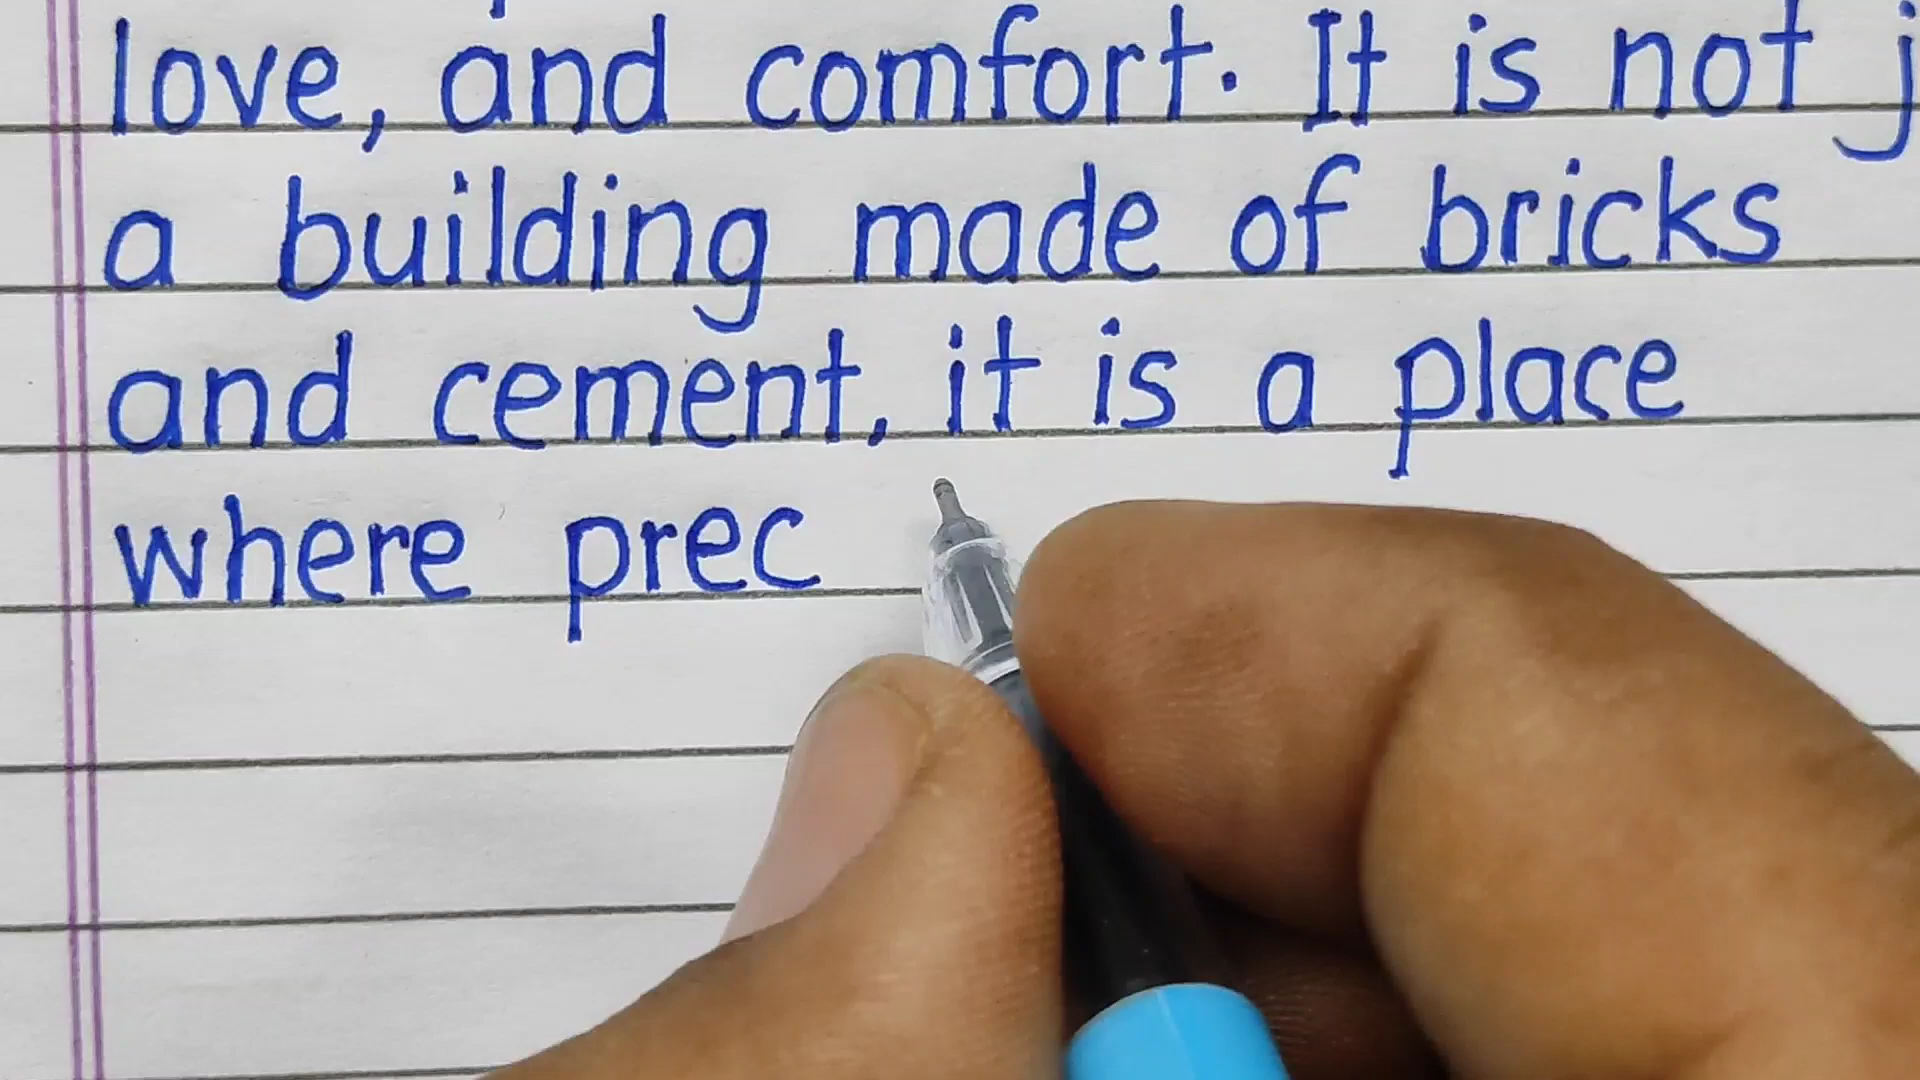 love, and comfort. It is not j
a building made of bricks
and cement, it is a place
where prec